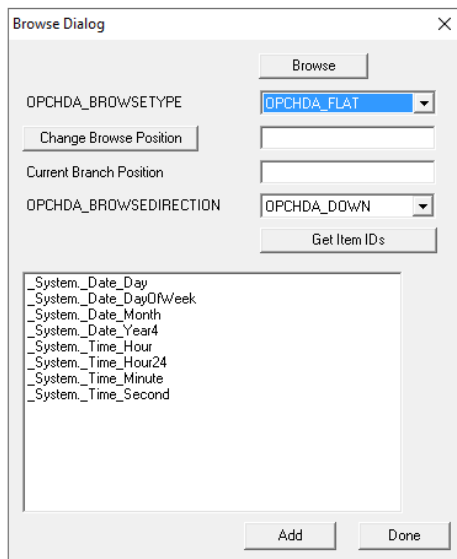 Browse Dialog
Browse
OPCHDA_BROWSETYPE
OPCHDA_FLAT
Change Browse Position
Current Branch Position
OPCHDA_BROWSEDIRECTION
OPCHDA_DOWN
Get Item IDs
_System._Date_Day
_System._Date_DayOfWeek
_System._Date_Month
_System._Date_Year4
_System._Time_Hour
_System._Time_Hour24
_System._Time_Minute
_System._Time_Second
Add
Done